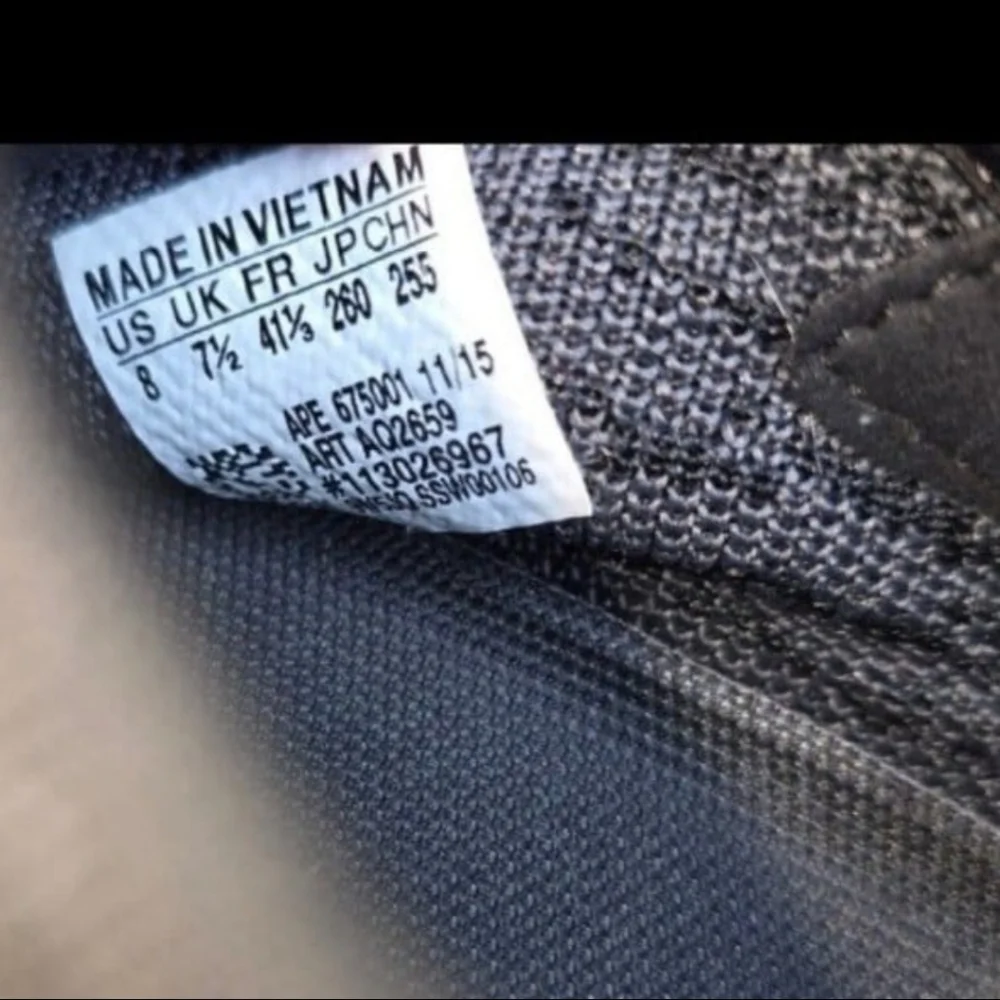 MADE IN VIETNAM
US UK FR JP CHN
8 7½ 41⅓ 260 255
APE 675001 11/15
ART AQ2659
#113026967